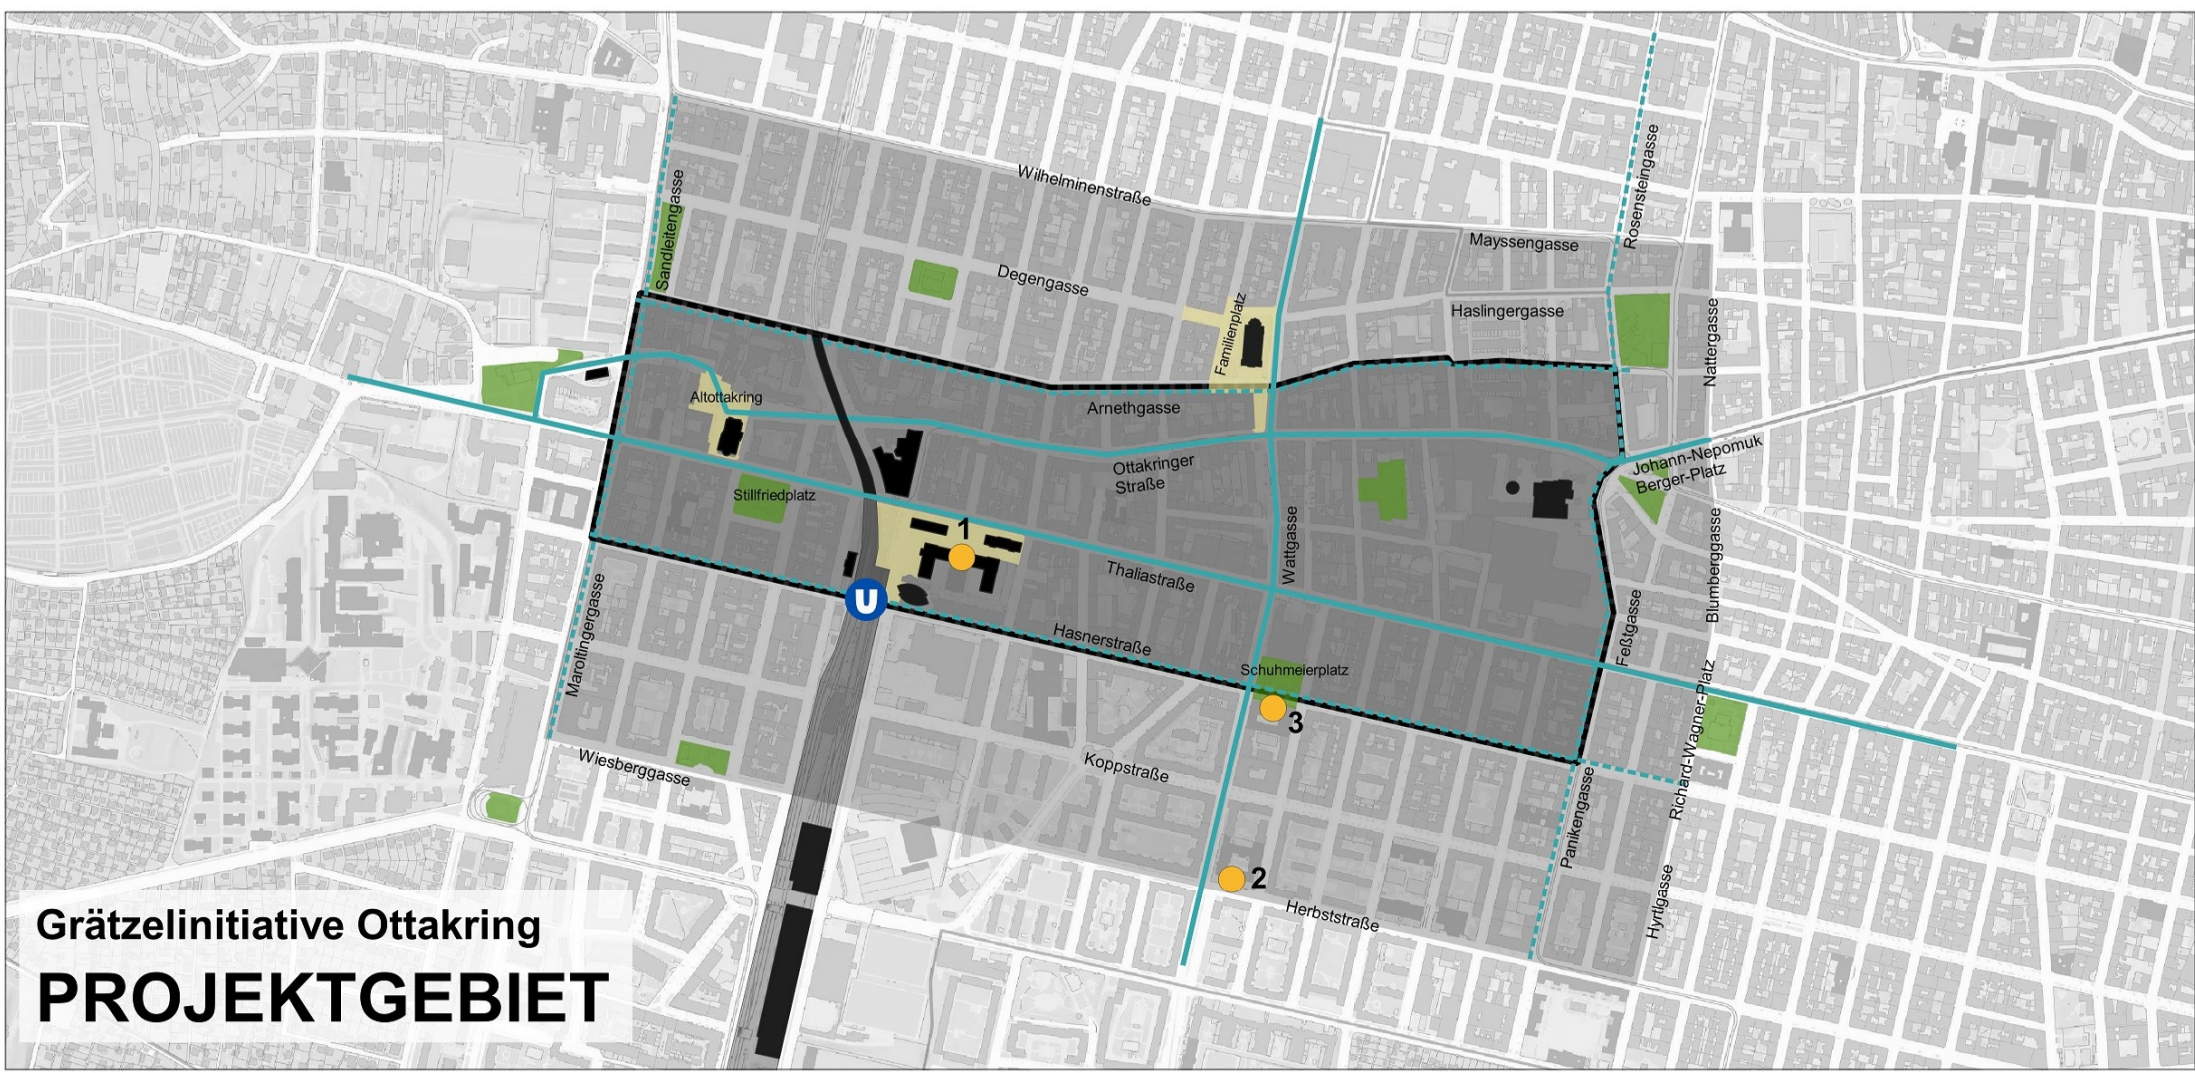 Wilhelminenstraße
Rosensteingasse
Mayssengasse
Sandleitengasse
Degengasse
Haslingergasse
Familienplatz
Nattergasse
Altottakring
Arnethgasse
Ottakringer
Straße
Johann-Nepomuk
Berger-Platz
Stillfriedplatz
1
Wattgasse
Thaliastraße
Blumberggasse
U
Feßtgasse
Maroltingergasse
Hasnerstraße
Schuhmeierplatz
3
Richard-Wagner-Platz
Wiesberggasse
Koppstraße
Panikengasse
2
Herbststraße
Hyrtlgasse
Grätzelinitiative Ottakring
PROJEKTGEBIET